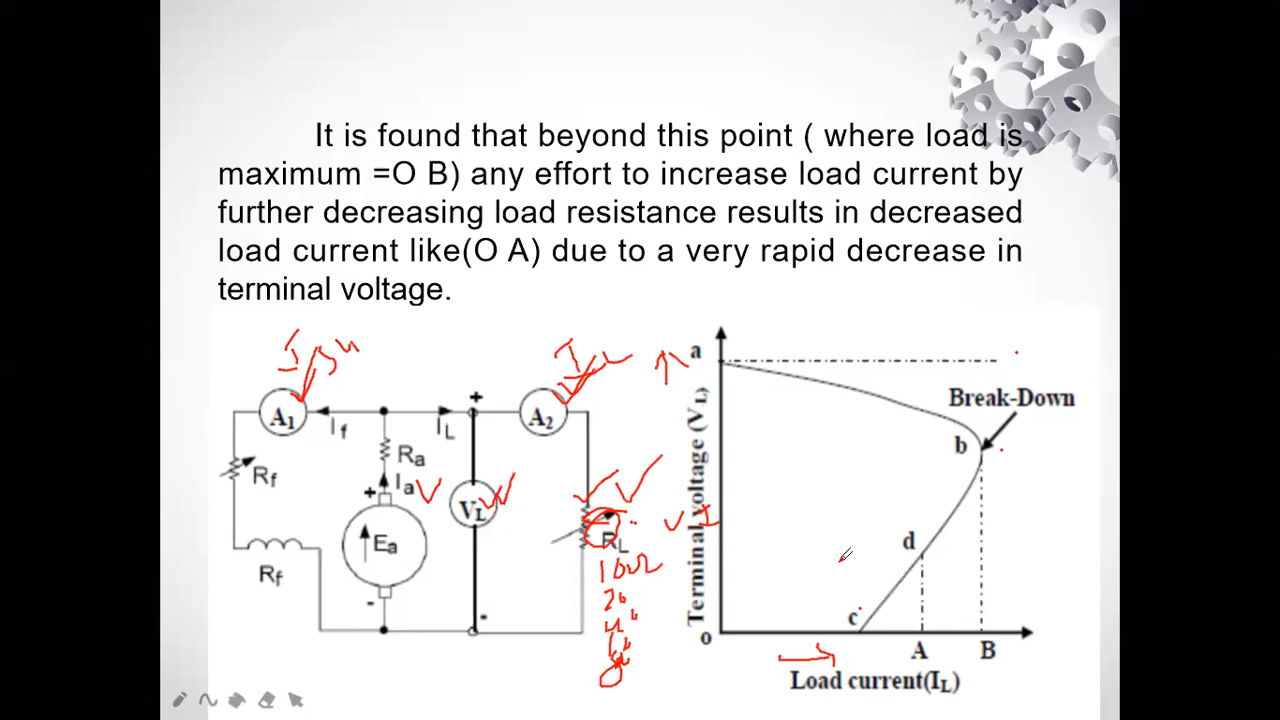 It is found that beyond this point ( where load is
maximum =O B) any effort to increase load current by
further decreasing load resistance results in decreased
load current like(O A) due to a very rapid decrease in
terminal voltage.
I sh
I L
A1
If
IL
+
A2
Rf
Ra
+
Ia
V
VL
Ea
Rf
-
-
RL
V I
10
Terminal voltage(VL)
a
Break-Down
b
d
c
o
A
B
Load current(IL)